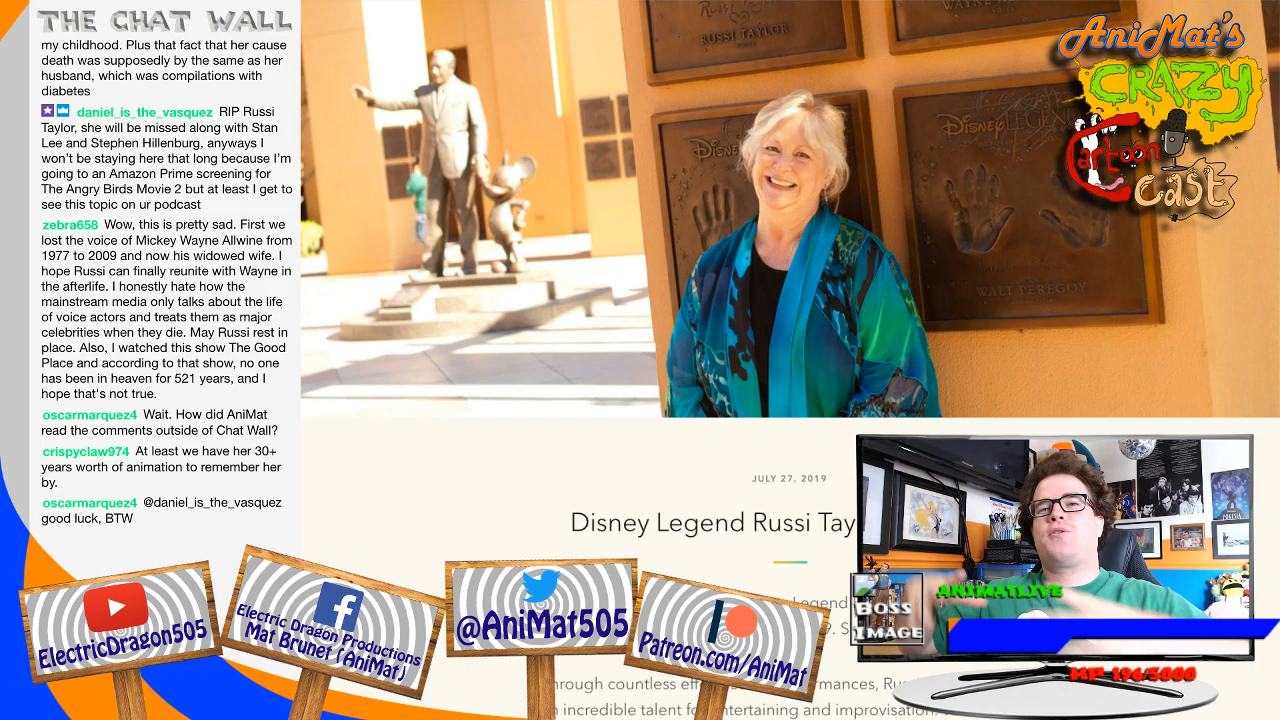 THE CHAT WALL
my childhood. Plus that fact that her cause
death was supposedly by the same as her
husband, which was compilations with
diabetes
daniel_is_the_vasquez RIP Russi
Taylor, she will be missed along with Stan
Lee and Stephen Hillenburg, anyways I
won't be staying here that long because I'm
going to an Amazon Prime screening for
The Angry Birds Movie 2 but at least I get to
see this topic on ur podcast
zebra658 Wow, this is pretty sad. First we
lost the voice of Mickey Wayne Allwine from
1977 to 2009 and now his widowed wife. I
hope Russi can finally reunite with Wayne in
the afterlife. I honestly hate how the
mainstream media only talks about the life
of voice actors and treats them as major
celebrities when they die. May Russi rest in
place. Also, I watched this show The Good
Place and according to that show, no one
has been in heaven for 521 years, and I
hope that's not true.
oscarmarquez4 Wait. How did AniMat
read the comments outside of Chat Wall?
crispyclaw974 At least we have her 30+
years worth of animation to remember her
by.
oscarmarquez4 @daniel_is_the_vasquez
good luck, BTW
RUSSI TAYLOR
DISNEY LEGENDS
WALT PEREGOY
AniMat's
CRAZY
Cartoon
Cast
JULY 27, 2019
Disney Legend Russi Tay
Legend
hrough countless eff
mances, Ru
n incredible talent fo
ntertaining and improvisation.
ElectricDragon505
Electric Dragon Productions
Mat Brunet (AniMat)
@AniMat505
Patreon.com/AniMat
BOSS
IMAGE
ANIMATLIVE
HP 196/5000